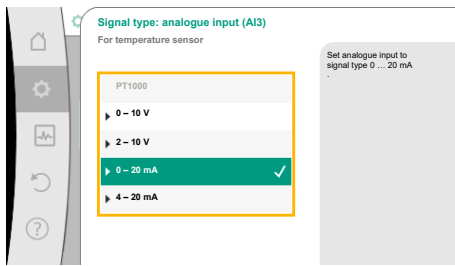 Signal type: analogue input (AI3)
For temperature sensor
Set analogue input to
signal type 0 … 20 mA
.
PT1000
0 – 10 V
2 – 10 V
0 – 20 mA
4 – 20 mA
?